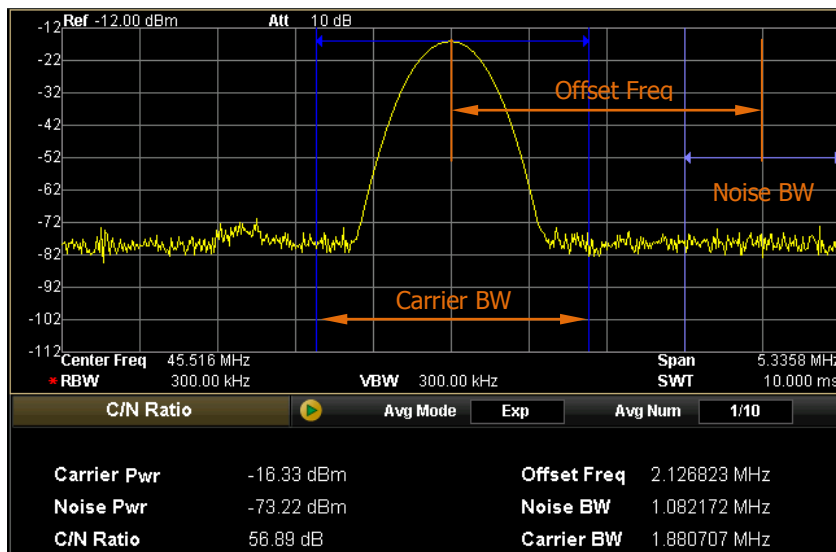 Ref -12.00 dBm Att 10 dB
-12
-22
-32
-42
-52
-62
-72
-82
-92
-102
-112
Offset Freq
Noise BW
Carrier BW
Center Freq 45.516 MHz Span 5.3358 MHz
*RBW 300.00 kHz VBW 300.00 kHz SWT 10.000 ms
C/N Ratio Avg Mode Exp Avg Num 1/10
Carrier Pwr -16.33 dBm Offset Freq 2.126823 MHz
Noise Pwr -73.22 dBm Noise BW 1.082172 MHz
C/N Ratio 56.89 dB Carrier BW 1.880707 MHz